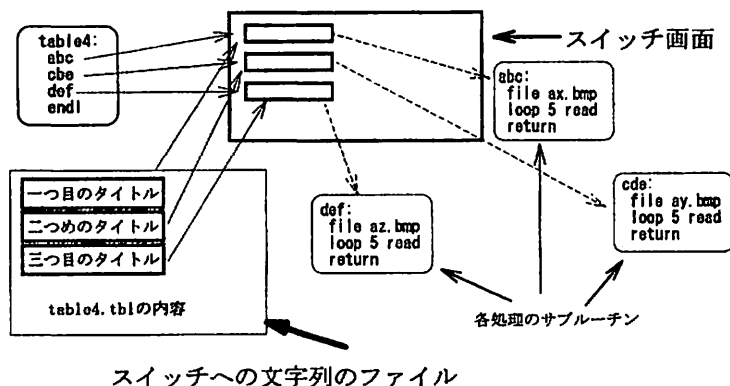 table4:
abc
cbe
def
endl
スイッチ画面
abc:
file ax.bmp
loop 5 read
return
cde:
file ay.bmp
loop 5 read
return
def:
file az.bmp
loop 5 read
return
一つ目のタイトル
二つめのタイトル
三つ目のタイトル
table4.tblの内容
各処理のサブルーチン
スイッチへの文字列のファイル